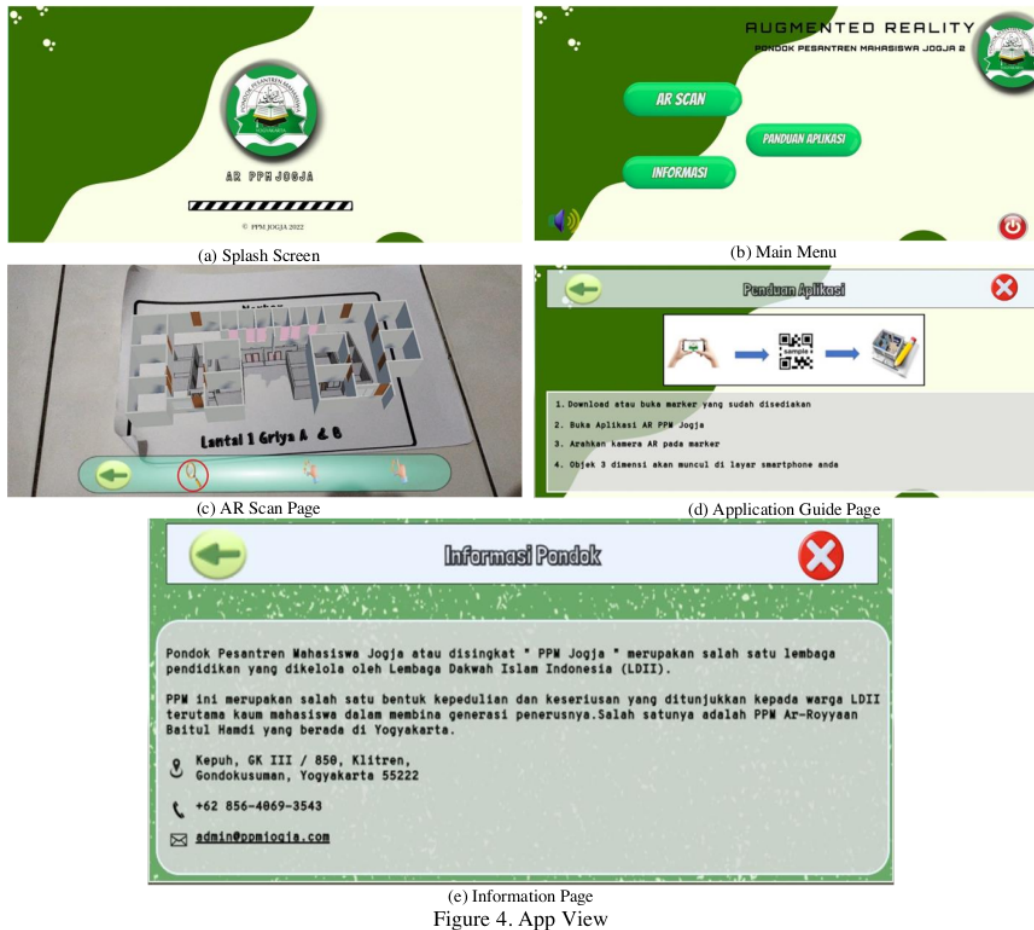 PONDOK PESANTREN MAHASISWA
YOGYAKARTA
AR PPM JOGJA
© PPM JOGJA 2022
(a) Splash Screen
AUGMENTED REALITY
PONDOK PESANTREN MAHASISWA JOGJA 2
AR SCAN
PANDUAN APLIKASI
INFORMASI
(b) Main Menu
Lantai 1 Griya A & B
(c) AR Scan Page
Panduan Aplikasi
sample
1. Download atau buka marker yang sudah disediakan
2. Buka Aplikasi AR PPM Jogja
3. Arahkan kamera AR pada marker
4. Objek 3 dimensi akan muncul di layar smartphone anda
(d) Application Guide Page
Informasi Pondok
Pondok Pesantren Mahasiswa Jogja atau disingkat " PPM Jogja " merupakan salah satu lembaga
pendidikan yang dikelola oleh Lembaga Dakwah Islam Indonesia (LDII).
PPM ini merupakan salah satu bentuk kepedulian dan keseriusan yang ditunjukkan kepada warga LDII
terutama kaum mahasiswa dalam membina generasi penerusnya.Salah satunya adalah PPM Ar-Royyaan
Baitul Hamdi yang berada di Yogyakarta.
Kepuh, GK III / 850, Klitren,
Gondokusuman, Yogyakarta 55222
+62 856-4069-3543
admin@ppmjogja.com
(e) Information Page
Figure 4. App View